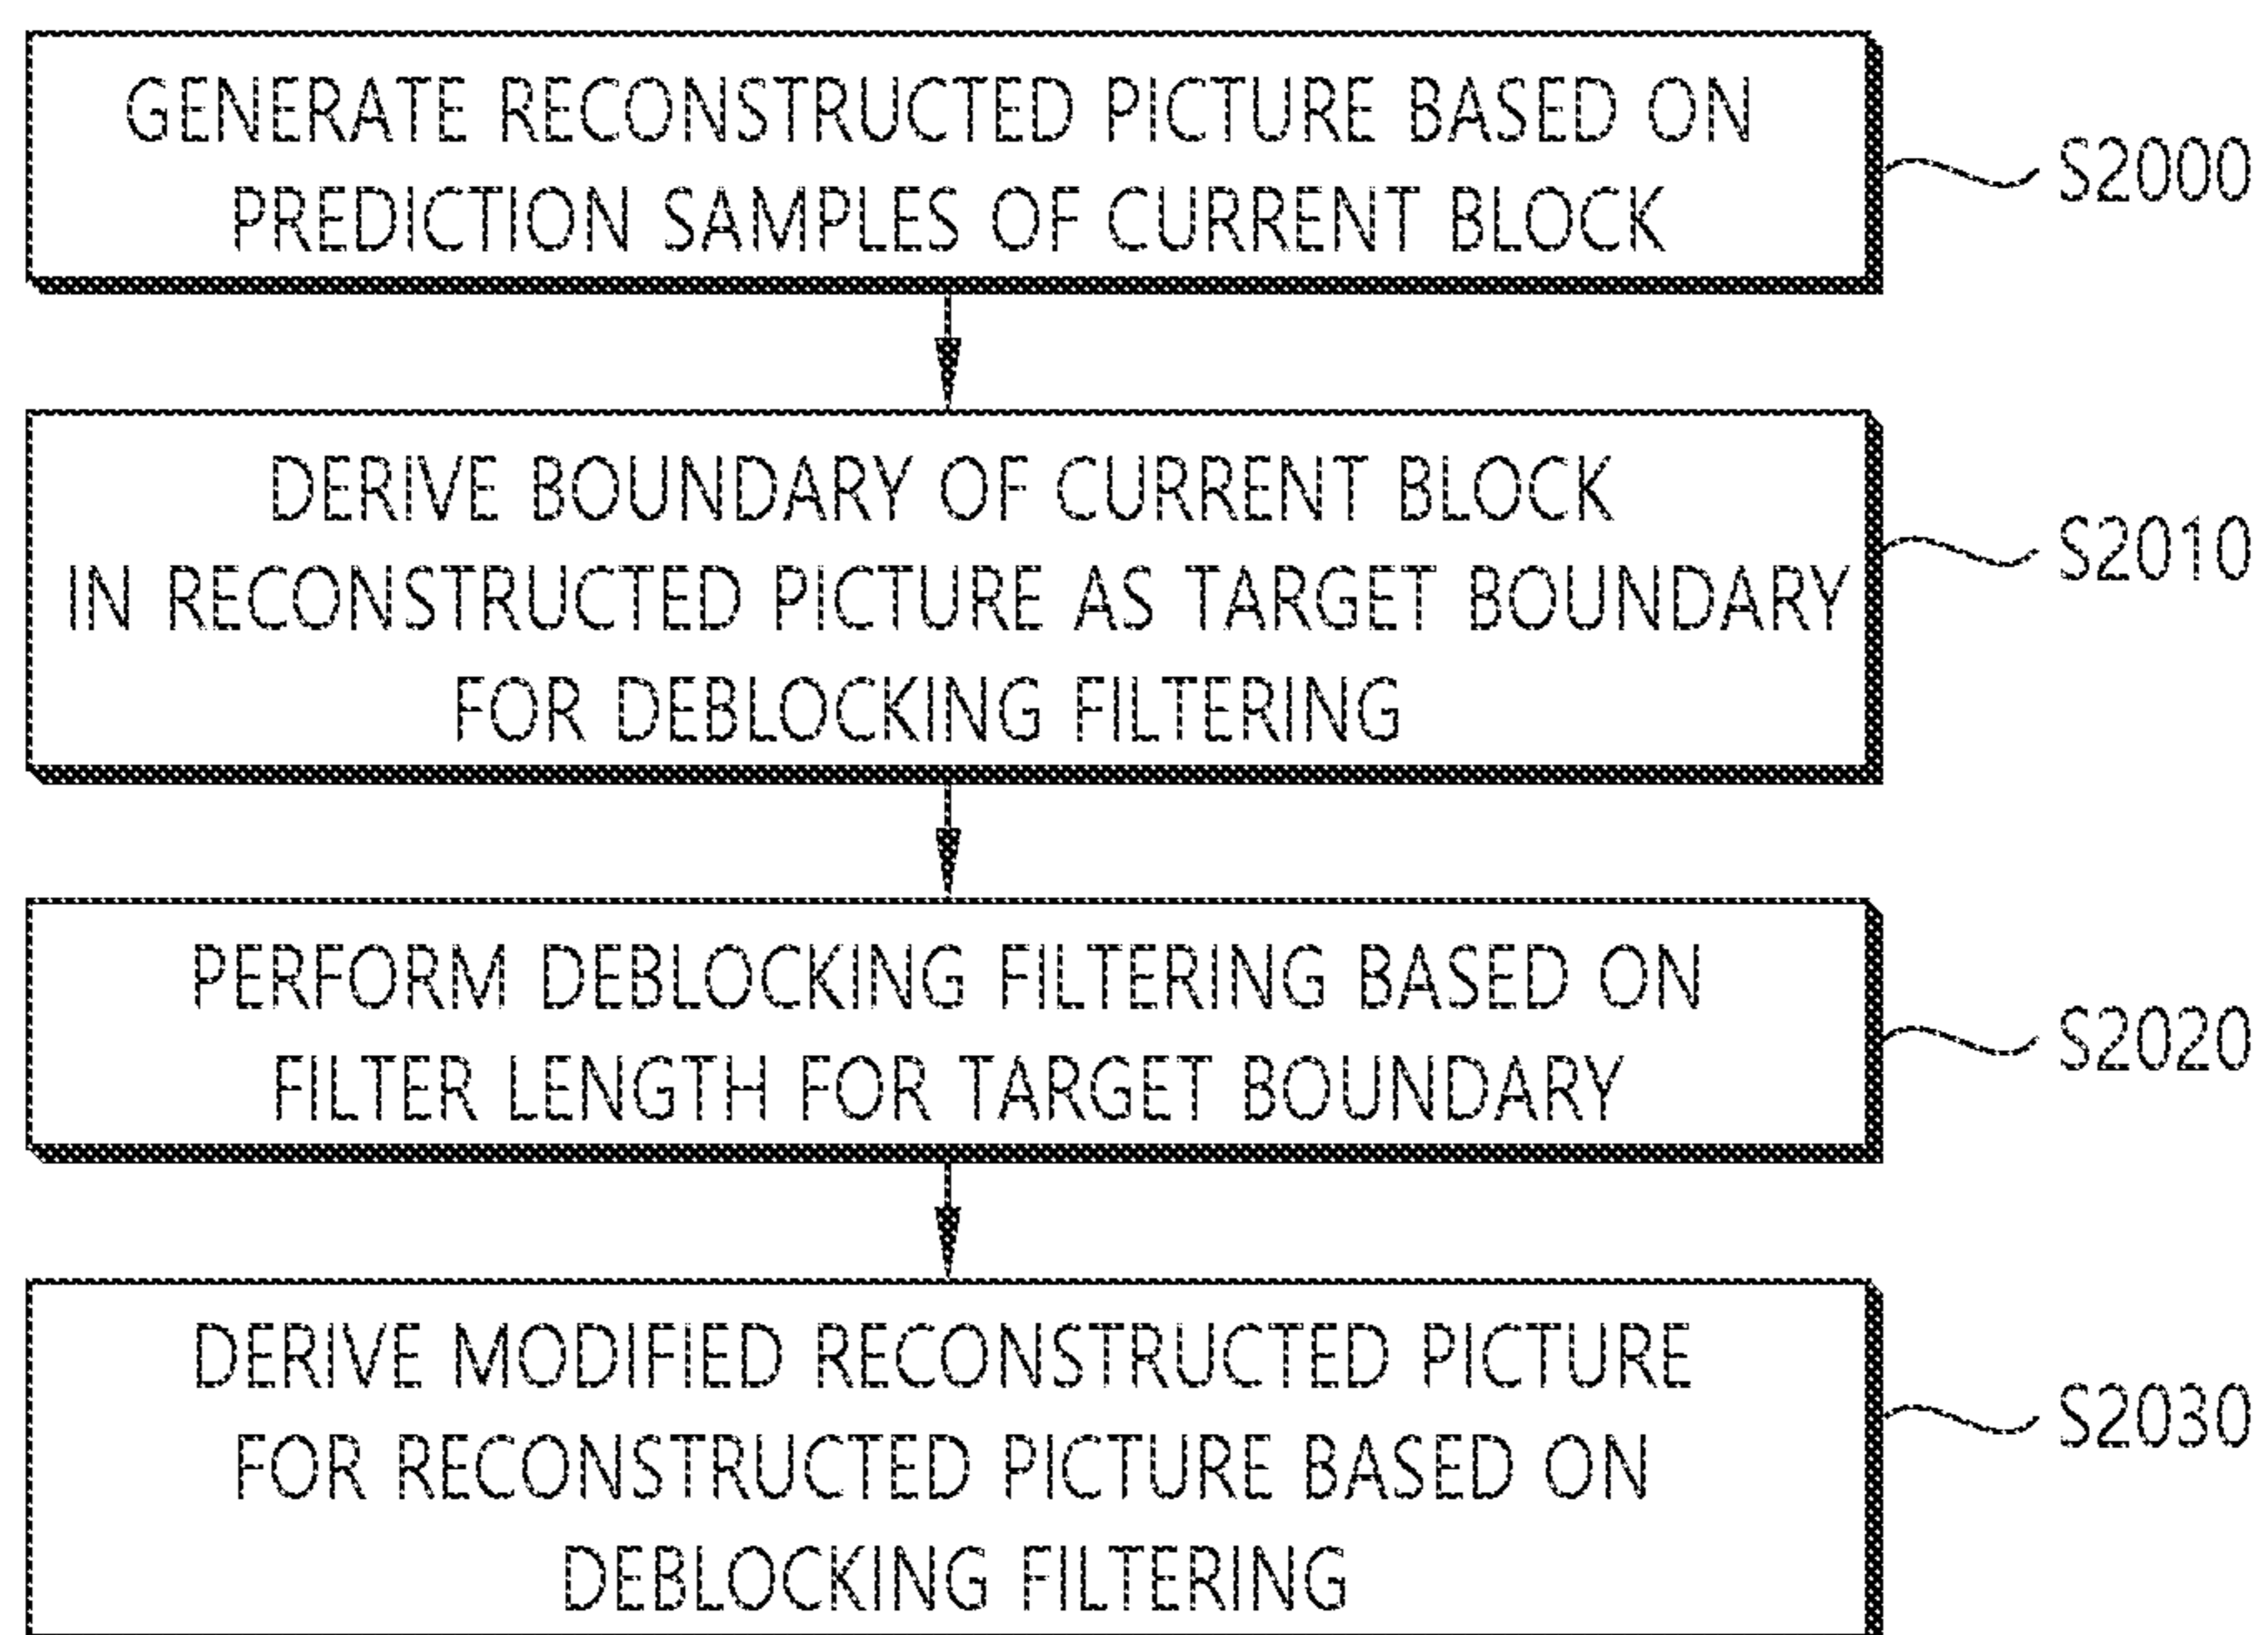 GENERATE RECONSTRUCTED PICTURE BASED ON
PREDICTION SAMPLES OF CURRENT BLOCK
S2000
DERIVE BOUNDARY OF CURRENT BLOCK
IN RECONSTRUCTED PICTURE AS TARGET BOUNDARY
FOR DEBLOCKING FILTERING
S2010
PERFORM DEBLOCKING FILTERING BASED ON
FILTER LENGTH FOR TARGET BOUNDARY
S2020
DERIVE MODIFIED RECONSTRUCTED PICTURE
FOR RECONSTRUCTED PICTURE BASED ON
DEBLOCKING FILTERING
S2030